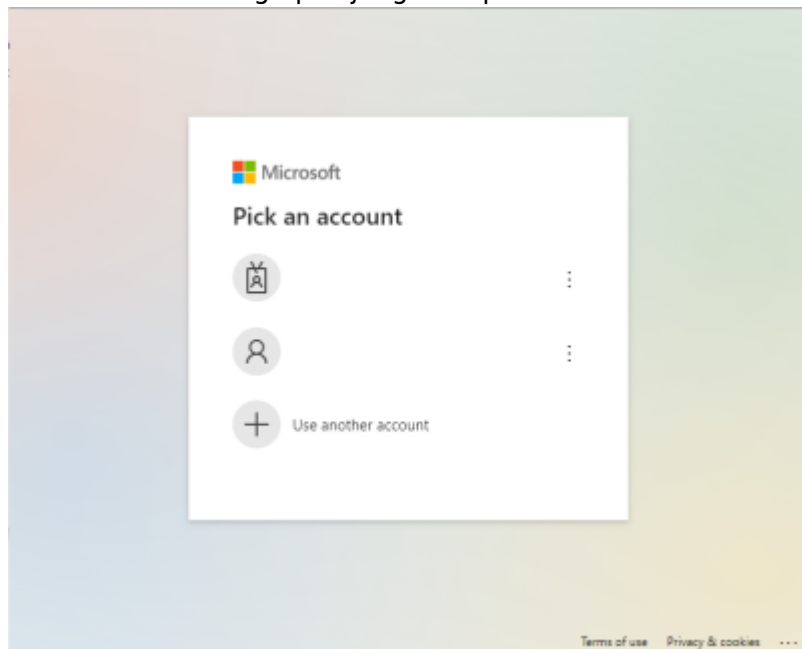 Microsoft
Pick an account
Use another account
Terms of use Privacy & cookies ...